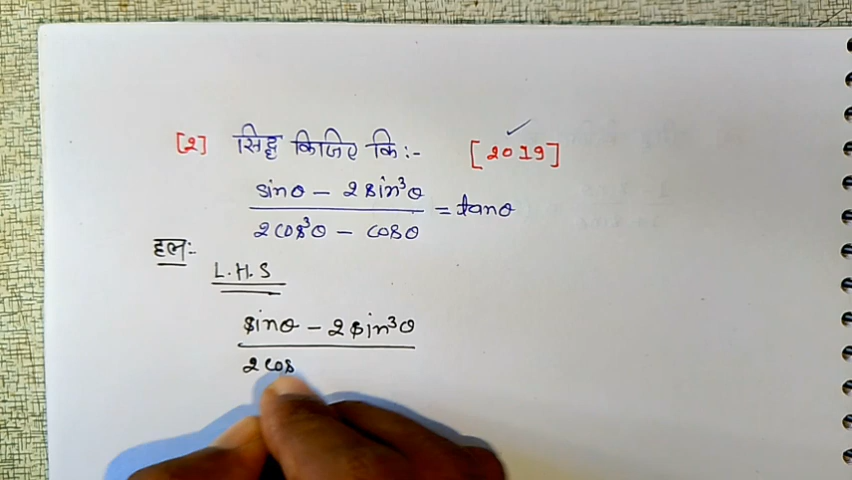 [2] सिद्ध किजिए कि:- [2019]
sinθ - 2sin³θ
2cos³θ - cosθ
= tanθ
हल:
L.H.S
sinθ - 2sin³θ
2cos